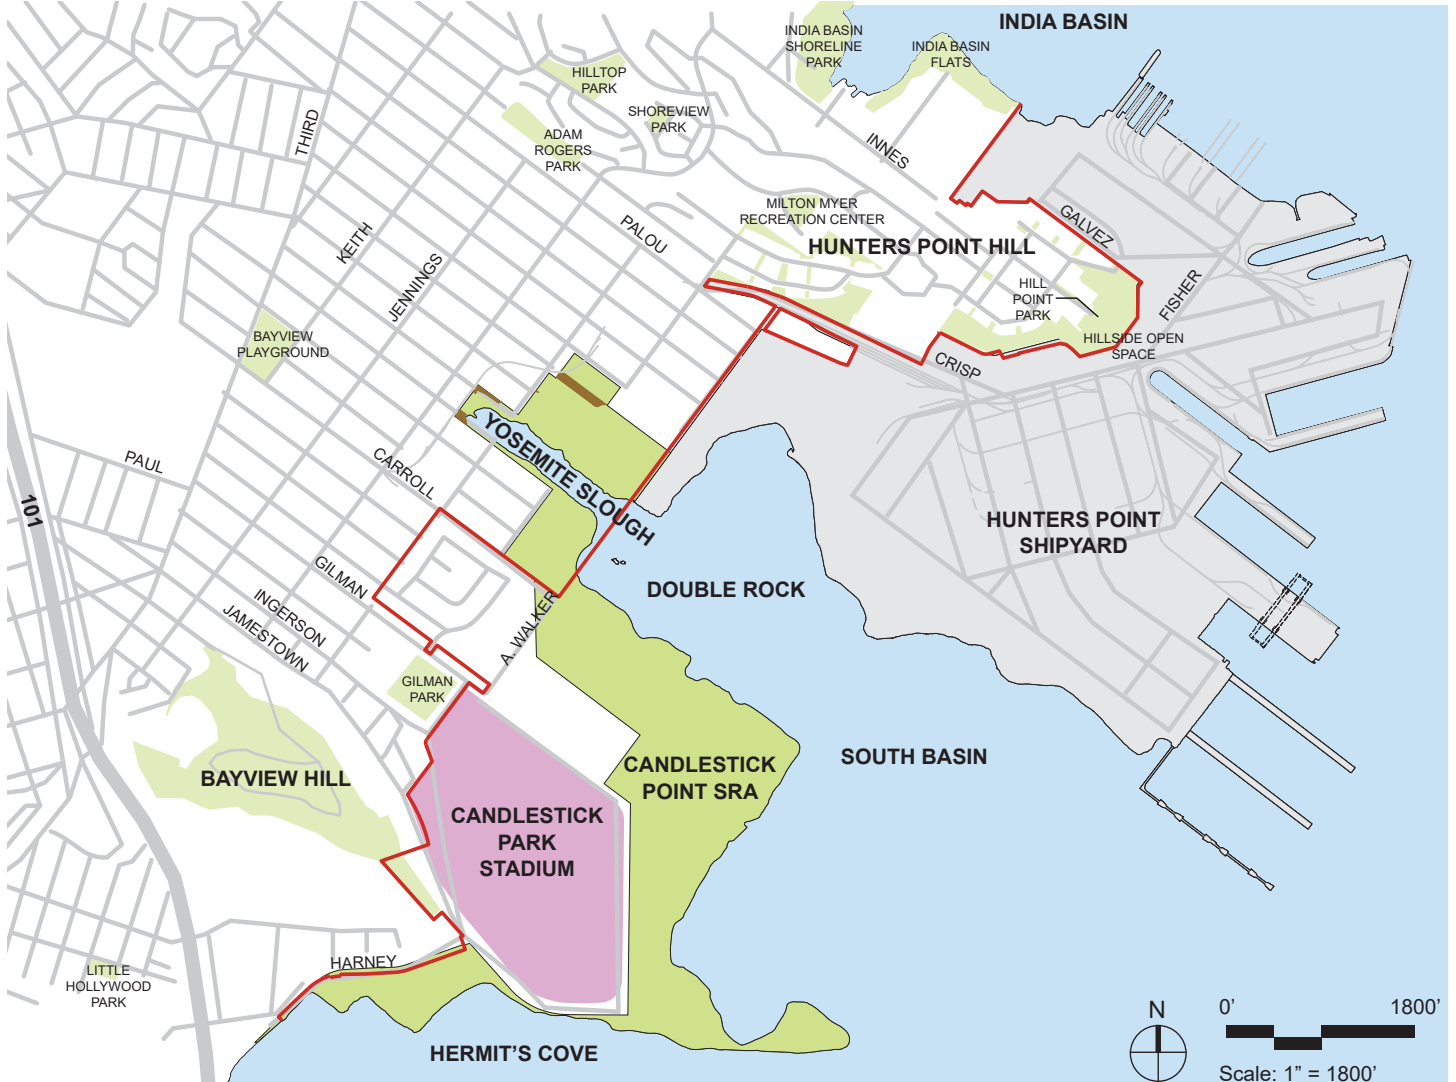 INDIA BASIN
INDIA BASIN
SHORELINE
PARK
INDIA BASIN
FLATS
HILLTOP
PARK
SHOREVIEW
PARK
THIRD
ADAM
ROGERS
PARK
INNES
MILTON MYER
RECREATION CENTER
PALOU
KEITH
GALVEZ
HUNTERS POINT HILL
JENNINGS
HILL
POINT
PARK
FISHER
BAYVIEW
PLAYGROUND
HILLSIDE OPEN
SPACE
CRISP
YOSEMITE SLOUGH
PAUL
CARROLL
101
HUNTERS POINT
SHIPYARD
GILMAN
DOUBLE ROCK
INGERSON
JAMESTOWN
A. WALKER
GILMAN
PARK
SOUTH BASIN
BAYVIEW HILL
CANDLESTICK
POINT SRA
CANDLESTICK
PARK
STADIUM
HARNEY
LITTLE
HOLLYWOOD
PARK
HERMIT'S COVE
N
0' 1800'
Scale: 1" = 1800'